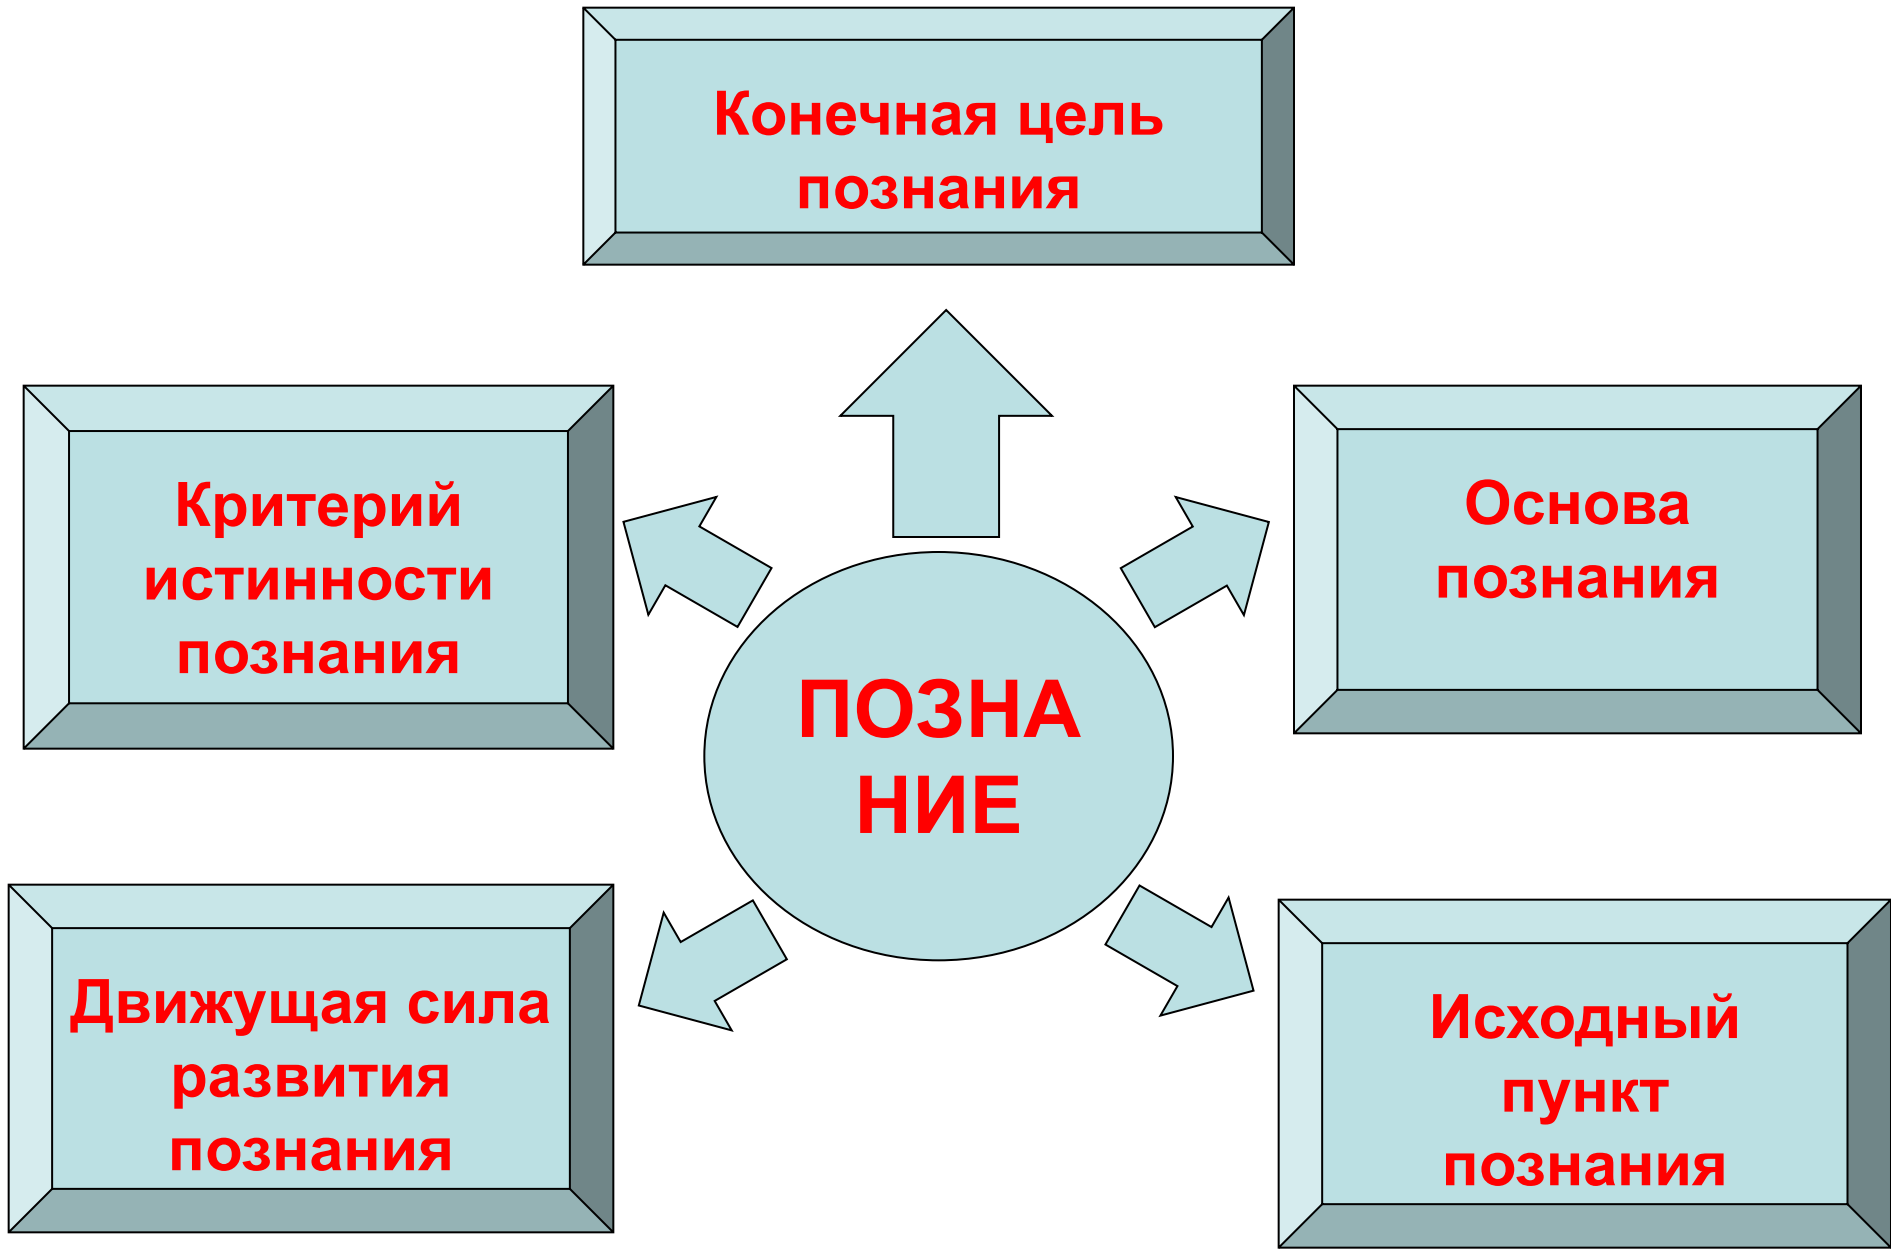 Конечная цель
познания
Критерий
истинности
познания
Основа
познания
ПОЗНА
НИЕ
Движущая сила
развития
познания
Исходный
пункт
познания